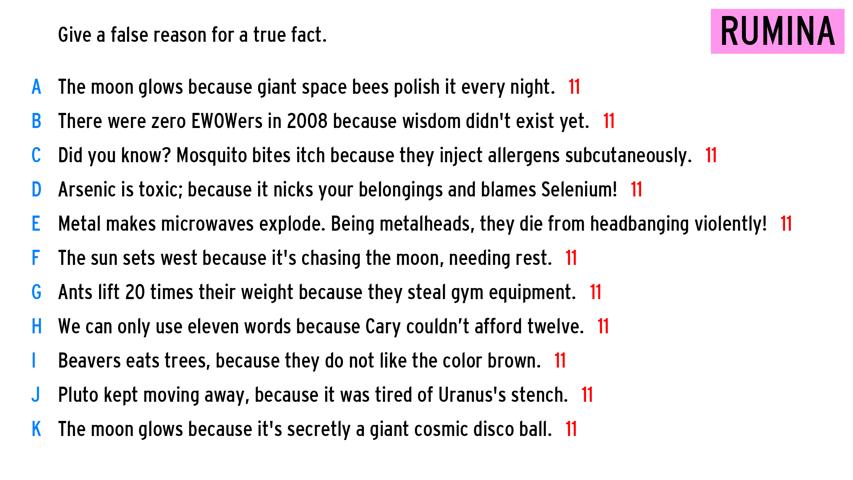 Give a false reason for a true fact.
RUMINA
A The moon glows because giant space bees polish it every night. 11
B There were zero EWOWers in 2008 because wisdom didn't exist yet. 11
C Did you know? Mosquito bites itch because they inject allergens subcutaneously. 11
D Arsenic is toxic; because it nicks your belongings and blames Selenium! 11
E Metal makes microwaves explode. Being metalheads, they die from headbanging violently! 11
F The sun sets west because it's chasing the moon, needing rest. 11
G Ants lift 20 times their weight because they steal gym equipment. 11
H We can only use eleven words because Cary couldn’t afford twelve. 11
I Beavers eats trees, because they do not like the color brown. 11
J Pluto kept moving away, because it was tired of Uranus's stench. 11
K The moon glows because it's secretly a giant cosmic disco ball. 11